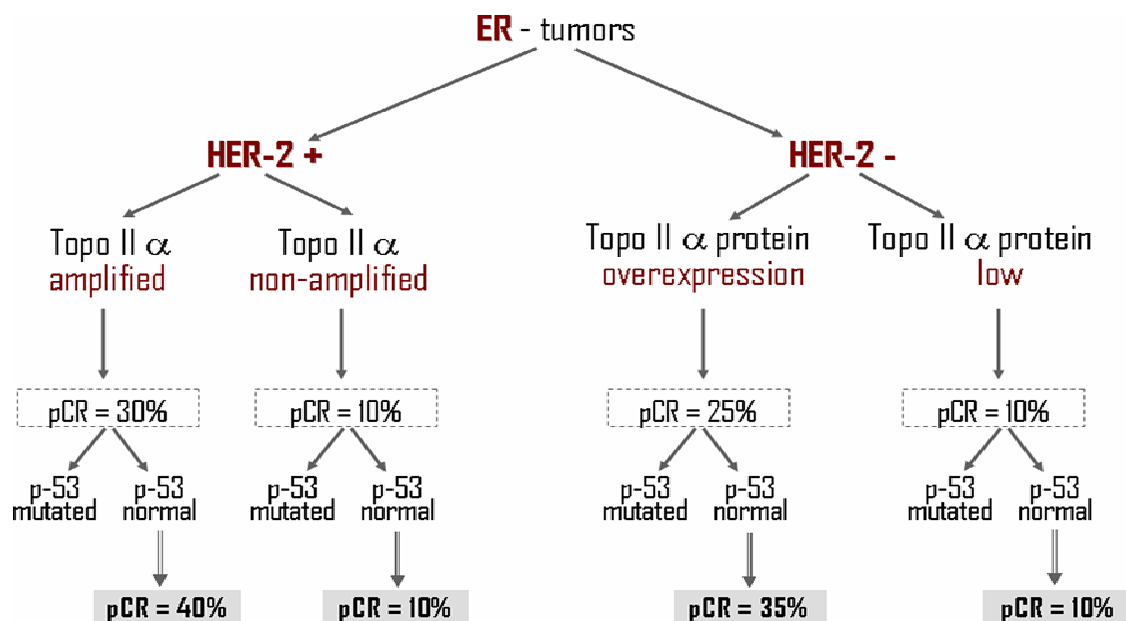 ER - tumors
HER-2 +
HER-2 -
Topo II α
amplified
Topo II α
non-amplified
Topo II α protein
overexpression
Topo II α protein
low
pCR = 30%
pCR = 10%
pCR = 25%
pCR = 10%
p-53
mutated
p-53
normal
p-53
mutated
p-53
normal
p-53
mutated
p-53
normal
p-53
mutated
p-53
normal
pCR = 40%
pCR = 10%
pCR = 35%
pCR = 10%